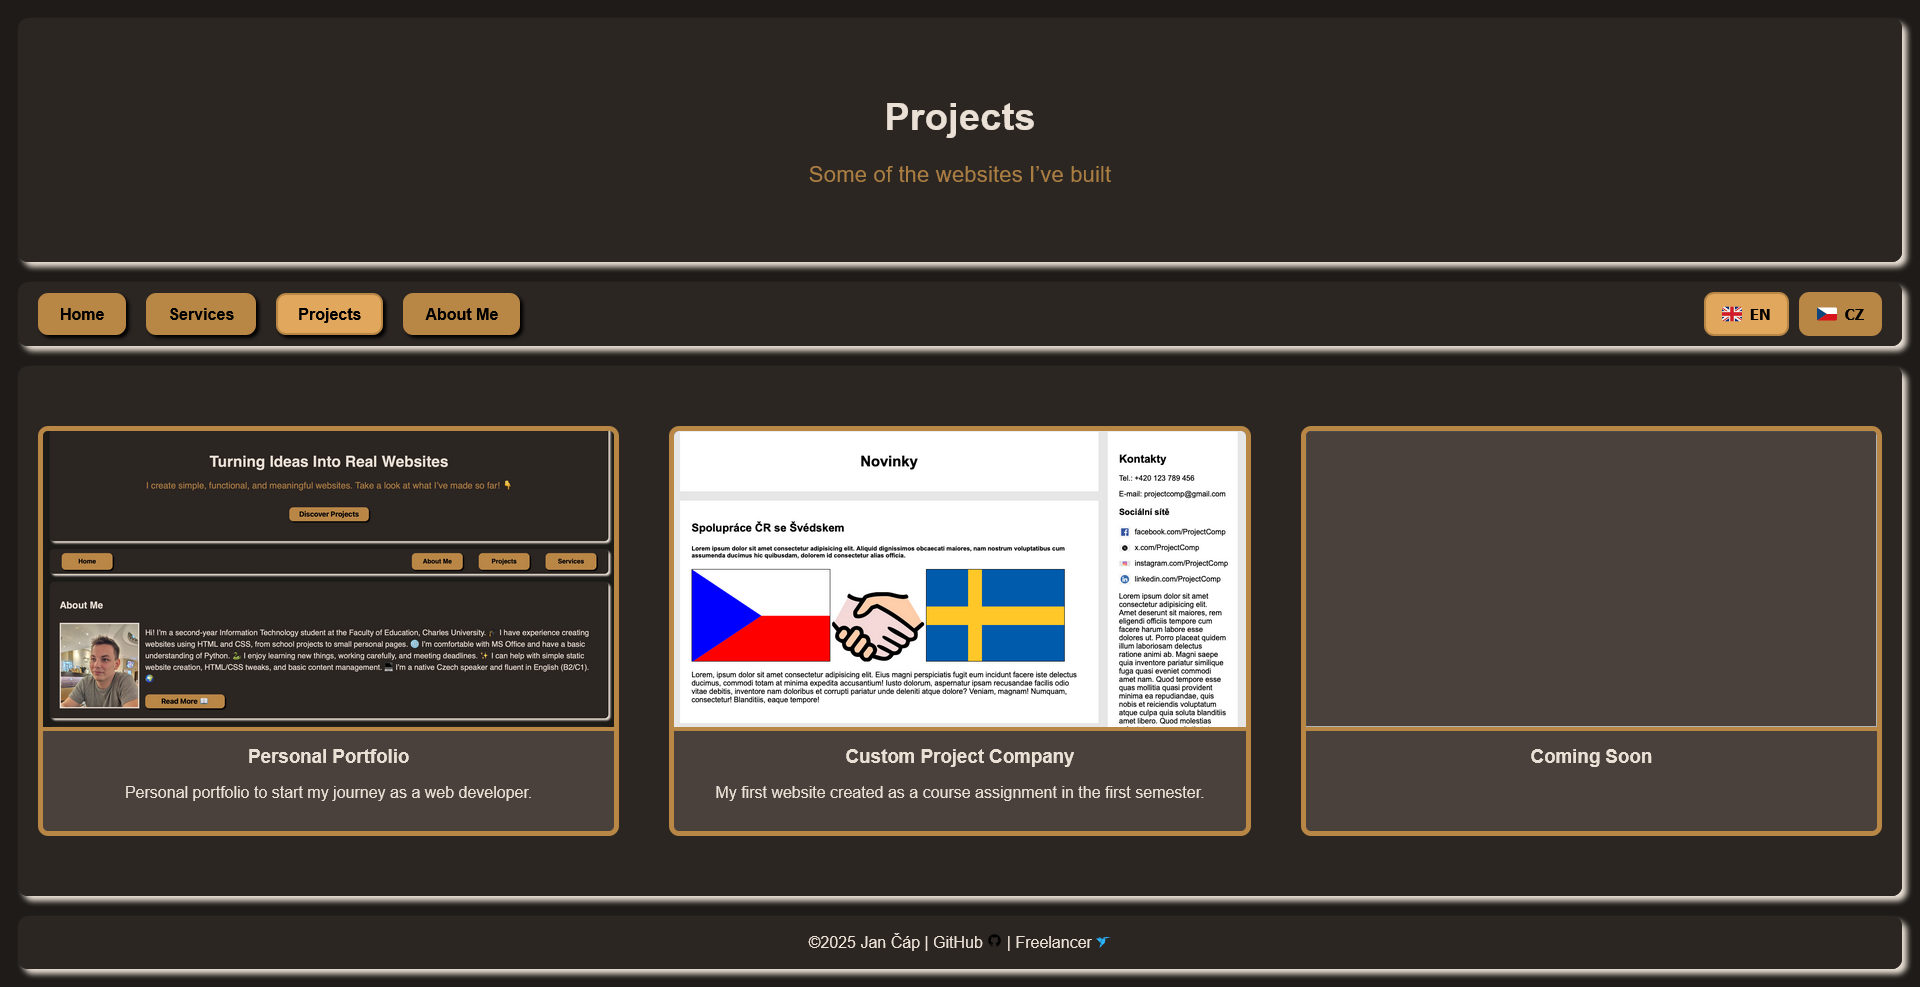 Projects
Some of the websites I’ve built
Home
Services
Projects
About Me
EN
CZ
Turning Ideas Into Real Websites
I create simple, functional, and meaningful websites. Take a look at what I've made so far! 👇
Discover Projects
Home
About Me
Projects
Services
About Me
Hi! I'm a second-year Information Technology student at the Faculty of Education, Charles University. I have experience creating
websites using HTML and CSS, from school projects to small personal pages. I'm comfortable with MS Office and have a basic
understanding of Python. I enjoy learning new things, working carefully, and meeting deadlines. ✨ I can help with simple static
website creation, HTML/CSS tweaks, and basic content management. I'm a native Czech speaker and fluent in English (B2/C1).
Read More
Personal Portfolio
Personal portfolio to start my journey as a web developer.
Novinky
Spolupráce ČR se Švédskem
Lorem ipsum dolor sit amet consectetur adipisicing elit. Aliquid dignissimos obcaecati maiores, nam nostrum voluptatibus cum
assumenda ducimus hic quibusdam, dolorem id consectetur alias officia.
Lorem, ipsum dolor sit amet consectetur adipisicing elit. Eius magni perspiciatis fugit eum incidunt facere iste delectus
ducimus, commodi totam at minima expedita accusantium! Iusto dolorum, aspernatur ipsam recusandae facilis odio
vitae debitis, inventore nam doloribus et corrupti pariatur unde deleniti atque dolore? Veniam, magnam! Numquam,
consectetur! Blanditiis, eaque tempore!
Kontakty
Tel.: +420 123 789 456
E-mail: projectcomp@gmail.com
Sociální sítě
facebook.com/ProjectComp
x.com/ProjectComp
instagram.com/ProjectComp
linkedin.com/ProjectComp
Lorem ipsum dolor sit amet
consectetur adipisicing elit.
Amet deserunt sit maiores, rem
eligendi officiis tempore cum
facere harum labore esse
dolores ut. Porro placeat quidem
illum laboriosam delectus
ratione animi ab. Magni saepe
quia inventore pariatur similique
fuga quasi eveniet commodi
amet nam. Quod tempore esse
quas mollitia quasi provident
minima ea repudiandae, quis
nobis et reiciendis voluptatum
atque culpa quia soluta blanditiis
amet libero. Quod molestias
Custom Project Company
My first website created as a course assignment in the first semester.
Coming Soon
©2025 Jan Čáp | GitHub | Freelancer